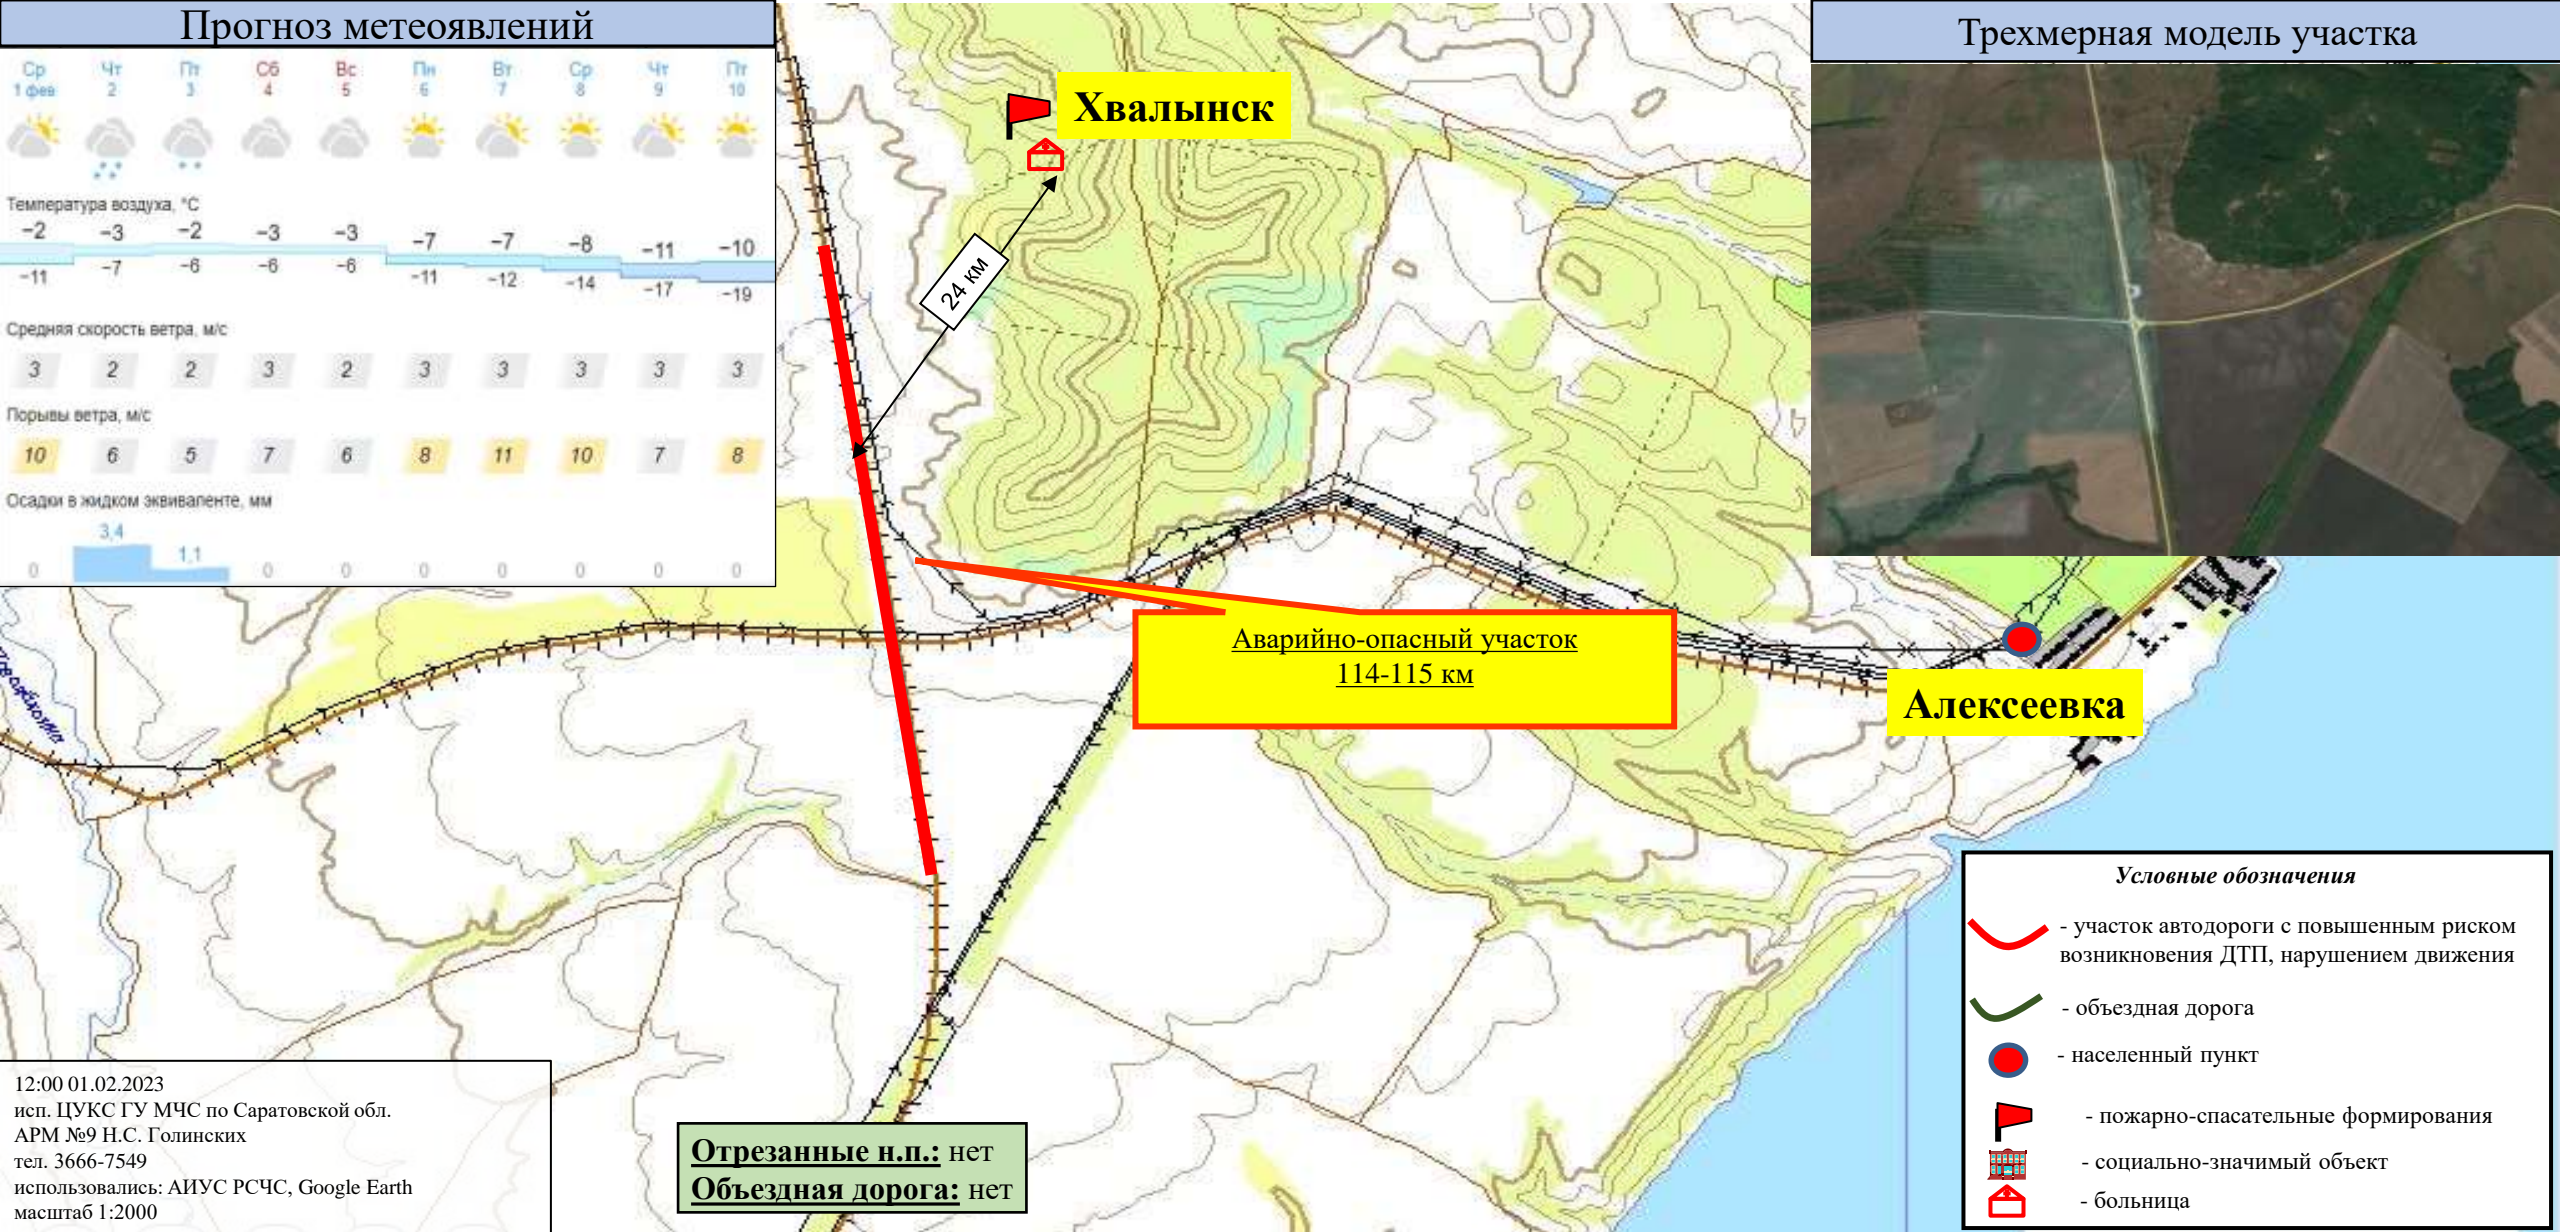 Прогноз метеоявлений
Ср Чт Пт Сб Вс Пн Вт Ср Чт Пт
1 фев 2 3 4 5 6 7 8 9 10
Температура воздуха, °C
−2 −3 −2 −3 −3 −7 −7 −8 −11 −10
−11 −7 −6 −6 −6 −11 −12 −14 −17 −19
Средняя скорость ветра, м/с
3 2 2 3 2 3 3 3 3 3
Порывы ветра, м/с
10 6 5 7 6 8 11 10 7 8
Осадки в жидком эквиваленте, мм
0 3,4 1,1 0 0 0 0 0 0 0
Хвалынск
24 км
Трехмерная модель участка
Аварийно-опасный участок
114-115 км
Алексеевка
Условные обозначения
- участок автодороги с повышенным риском
возникновения ДТП, нарушением движения
- объездная дорога
- населенный пункт
- пожарно-спасательные формирования
- социально-значимый объект
- больница
12:00 01.02.2023
исп. ЦУКС ГУ МЧС по Саратовской обл.
АРМ №9 Н.С. Голинских
тел. 3666-7549
использовались: АИУС РСЧС, Google Earth
масштаб 1:2000
Отрезанные н.п.: нет
Объездная дорога: нет